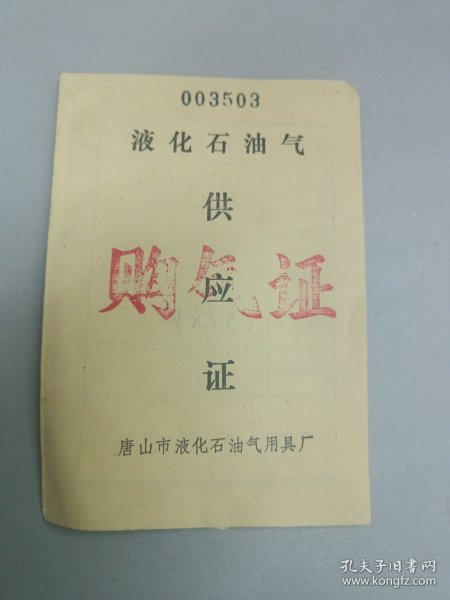 003503
液化石油气
供
购气证
应
证
唐山市液化石油气用具厂
孔夫子旧书网
www.kongfz.com